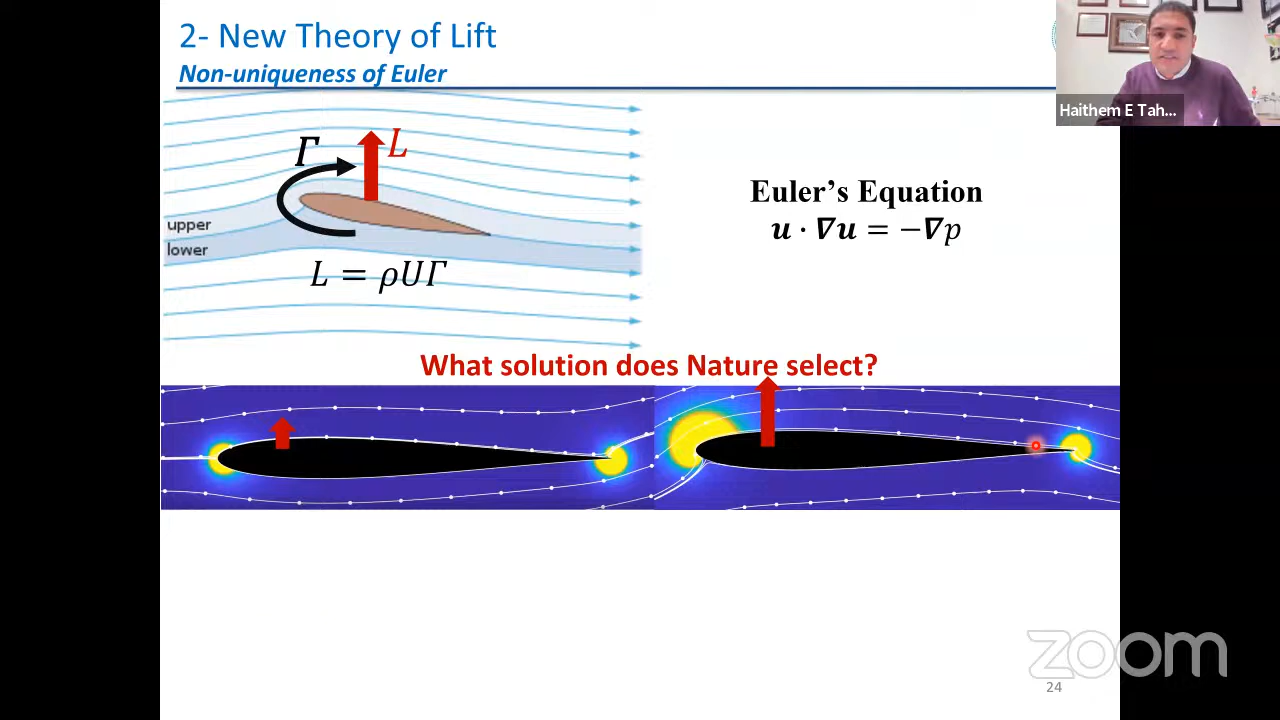 2- New Theory of Lift
Non-uniqueness of Euler
Haithem E Tah...
Γ
L
upper
lower
L = ρUΓ
Euler's Equation
u · ∇u = −∇p
What solution does Nature select?
zoom
24